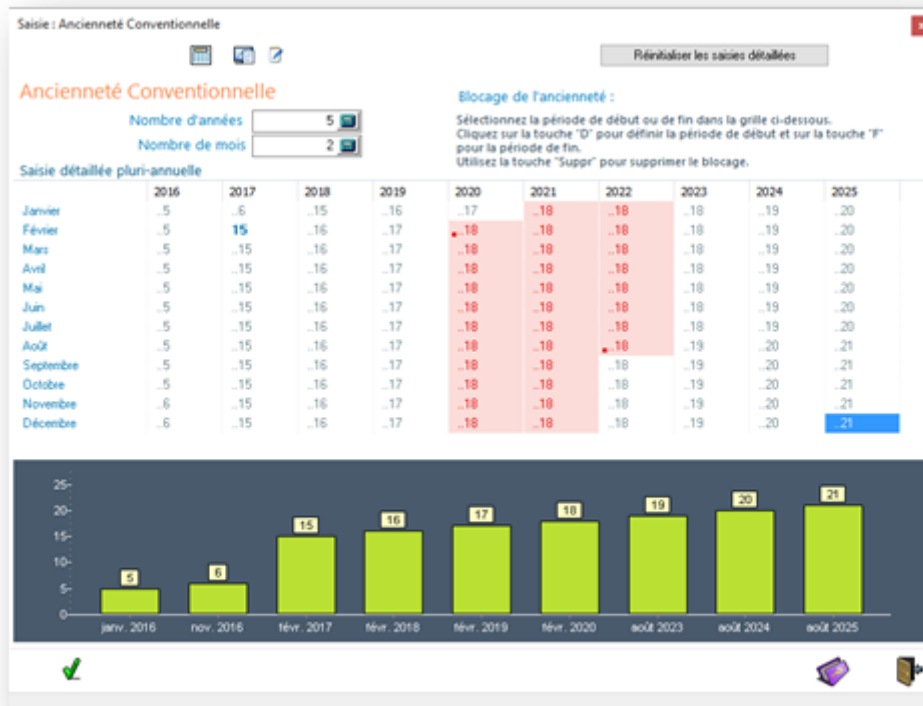 Saisie : Ancienneté Conventionnelle
Réinitialiser les saisies détaillées
Ancienneté Conventionnelle
Nombre d'années 5
Nombre de mois 2
Blocage de l'ancienneté :
Sélectionnez la période de début ou de fin dans la grille ci-dessous.
Cliquez sur la touche "D" pour définir la période de début et sur la touche "F"
pour la période de fin.
Utilisez la touche "Suppr" pour supprimer le blocage.
Saisie détaillée pluri-annuelle
2016 2017 2018 2019 2020 2021 2022 2023 2024 2025
Janvier ..5 ..6 ..15 ..16 ..17 ..18 ..18 ..18 ..19 ..20
Février ..5 15 ..16 ..17 ..18 ..18 ..18 ..18 ..19 ..20
Mars ..5 ..15 ..16 ..17 ..18 ..18 ..18 ..18 ..19 ..20
Avril ..5 ..15 ..16 ..17 ..18 ..18 ..18 ..18 ..19 ..20
Mai ..5 ..15 ..16 ..17 ..18 ..18 ..18 ..18 ..19 ..20
Juin ..5 ..15 ..16 ..17 ..18 ..18 ..18 ..18 ..19 ..20
Juillet ..5 ..15 ..16 ..17 ..18 ..18 ..18 ..18 ..19 ..20
Août ..5 ..15 ..16 ..17 ..18 ..18 ..18 ..19 ..20 ..21
Septembre ..5 ..15 ..16 ..17 ..18 ..18 ..18 ..19 ..20 ..21
Octobre ..5 ..15 ..16 ..17 ..18 ..18 ..18 ..19 ..20 ..21
Novembre ..6 ..15 ..16 ..17 ..18 ..18 ..18 ..19 ..20 ..21
Décembre ..6 ..15 ..16 ..17 ..18 ..18 ..18 ..19 ..20 ..21
25
20
15
10
5
0
5 6 15 16 17 18 19 20 21
janv. 2016 nov. 2016 févr. 2017 févr. 2018 févr. 2019 févr. 2020 août 2023 août 2024 août 2025